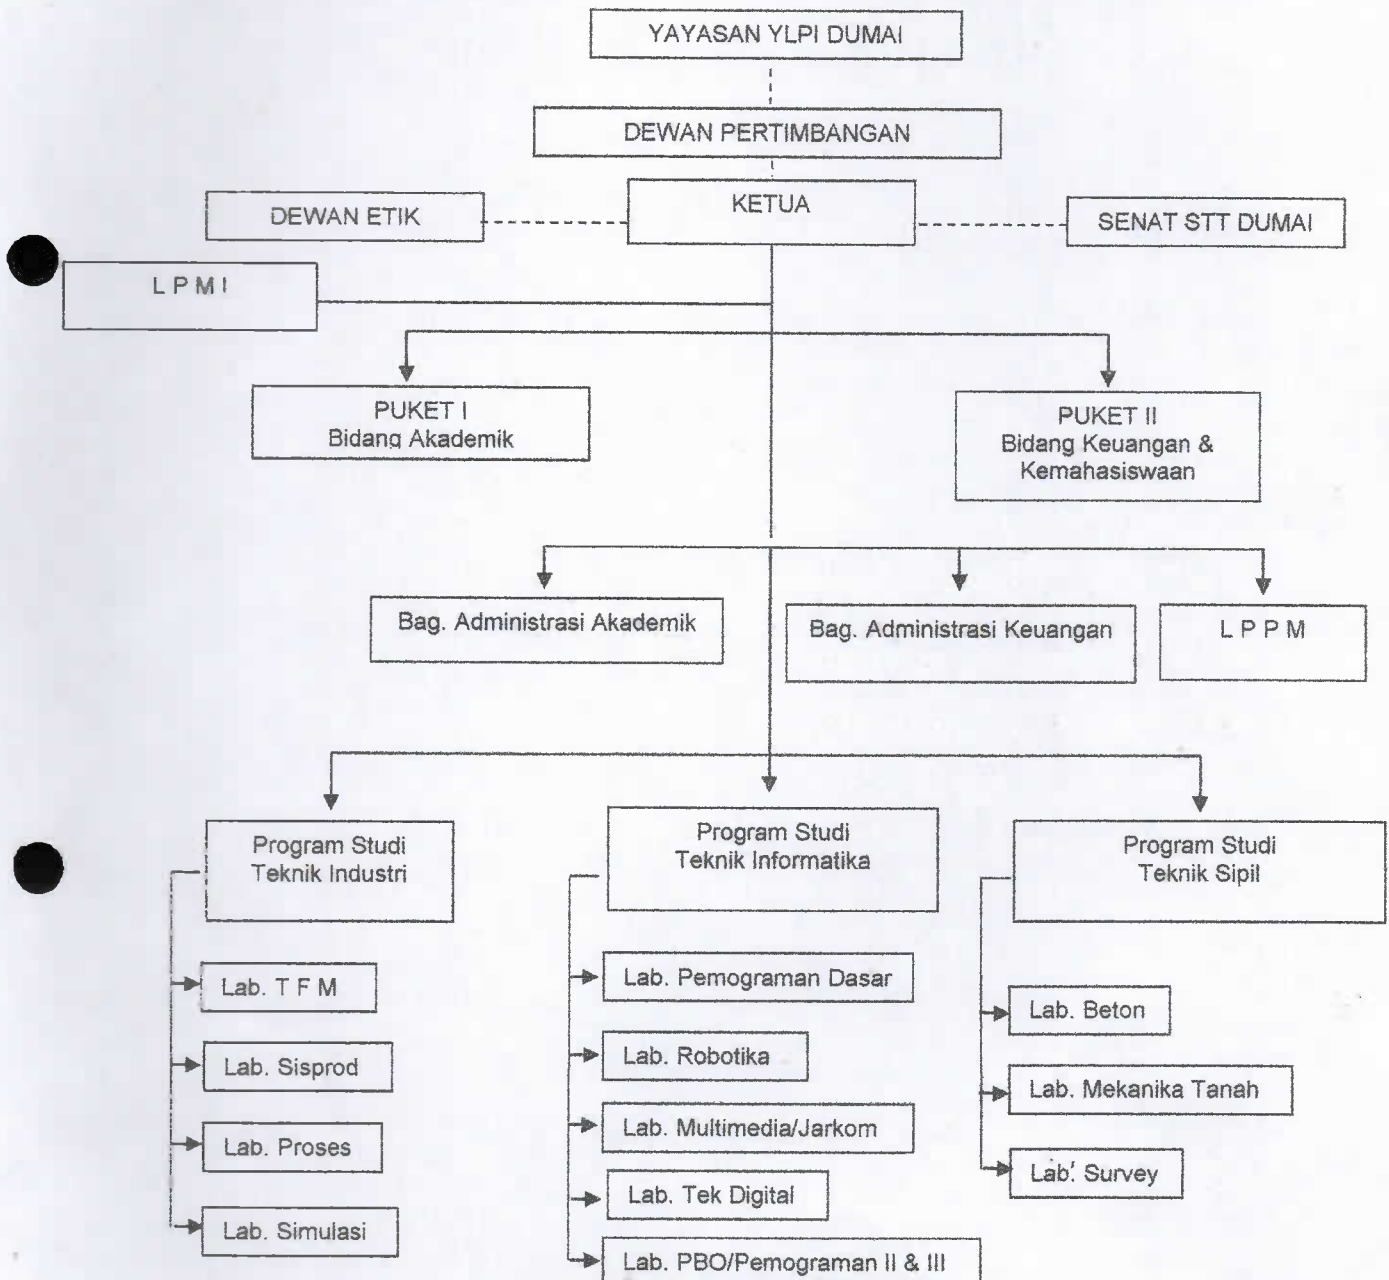 YAYASAN YLPI DUMAI
DEWAN PERTIMBANGAN
KETUA
DEWAN ETIK
SENAT STT DUMAI
L P M I
PUKET I
Bidang Akademik
PUKET II
Bidang Keuangan &
Kemahasiswaan
Bag. Administrasi Akademik
Bag. Administrasi Keuangan
L P P M
Program Studi
Teknik Industri
Program Studi
Teknik Informatika
Program Studi
Teknik Sipil
Lab. T F M
Lab. Sisprod
Lab. Proses
Lab. Simulasi
Lab. Pemograman Dasar
Lab. Robotika
Lab. Multimedia/Jarkom
Lab. Tek Digital
Lab. PBO/Pemograman II & III
Lab. Beton
Lab. Mekanika Tanah
Lab. Survey